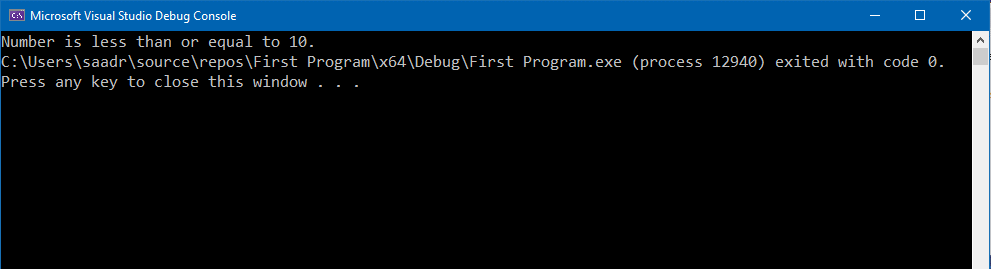 Microsoft Visual Studio Debug Console
Number is less than or equal to 10.
C:\Users\saadr\source\repos\First Program\x64\Debug\First Program.exe (process 12940) exited with code 0.
Press any key to close this window . . .